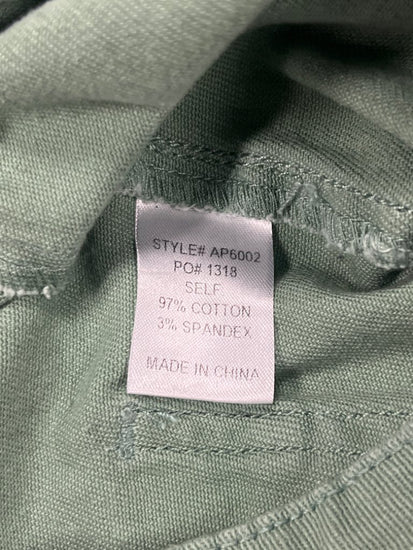 STYLE# AP6002
PO# 1318
SELF
97% COTTON
3% SPANDEX
MADE IN CHINA